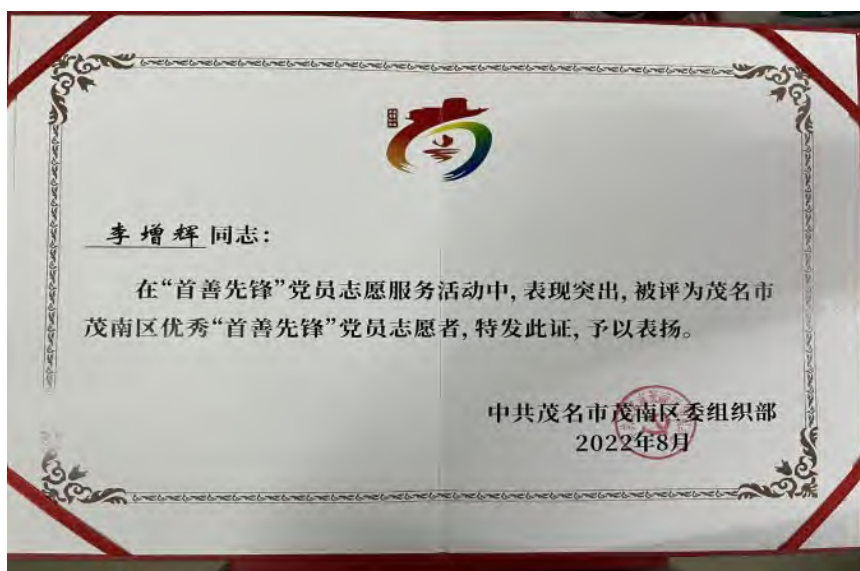 李增辉同志：
在“首善先锋”党员志愿服务活动中，表现突出，被评为茂名市
茂南区优秀“首善先锋”党员志愿者，特发此证，予以表扬。
中共茂名市茂南区委组织部
2022年8月